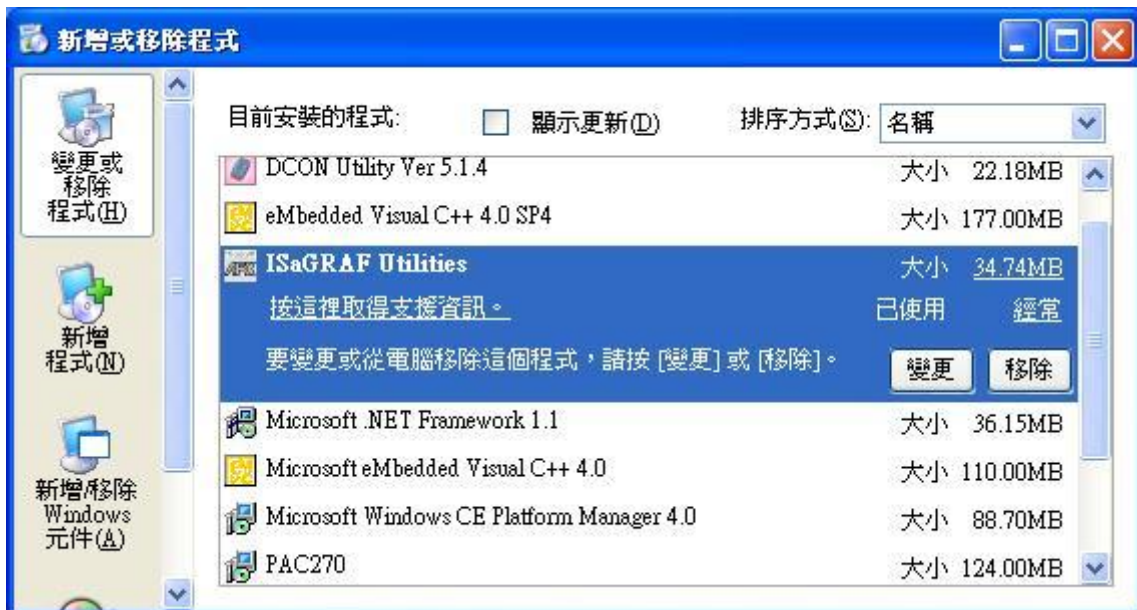 新增或移除程式
變更或
移除
程式(H)
新增
程式(N)
新增/移除
Windows
元件(A)
目前安裝的程式:
顯示更新(D)
排序方式(S): 名稱
DCON Utility Ver 5.1.4 大小 22.18MB
eMbedded Visual C++ 4.0 SP4 大小 177.00MB
ISaGRAF Utilities 大小 34.74MB
按這裡取得支援資訊。 已使用 經常
要變更或從電腦移除這個程式，請按 [變更] 或 [移除]。 變更 移除
Microsoft .NET Framework 1.1 大小 36.15MB
Microsoft eMbedded Visual C++ 4.0 大小 110.00MB
Microsoft Windows CE Platform Manager 4.0 大小 88.70MB
PAC270 大小 124.00MB